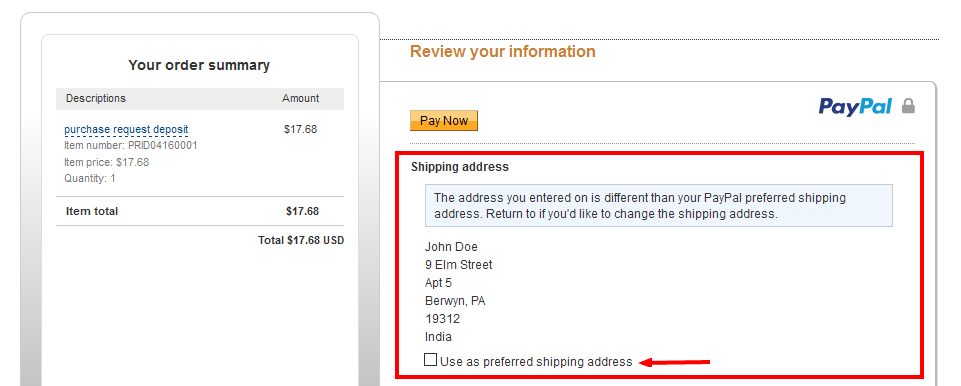 Your order summary
Descriptions Amount
purchase request deposit $17.68
Item number: PRID04160001
Item price: $17.68
Quantity: 1
Item total $17.68
Total $17.68 USD
Review your information
PayPal
Pay Now
Shipping address
The address you entered on is different than your PayPal preferred shipping
address. Return to if you'd like to change the shipping address.
John Doe
9 Elm Street
Apt 5
Berwyn, PA
19312
India
Use as preferred shipping address